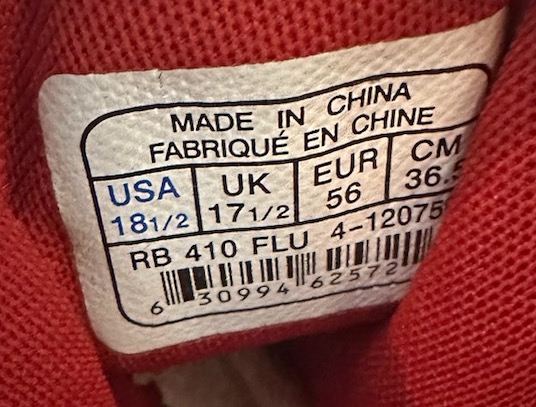 MADE IN CHINA
FABRIQUÉ EN CHINE
USA UK EUR CM
18 1/2 17 1/2 56 36.5
RB 410 FLU
6 30994 62572